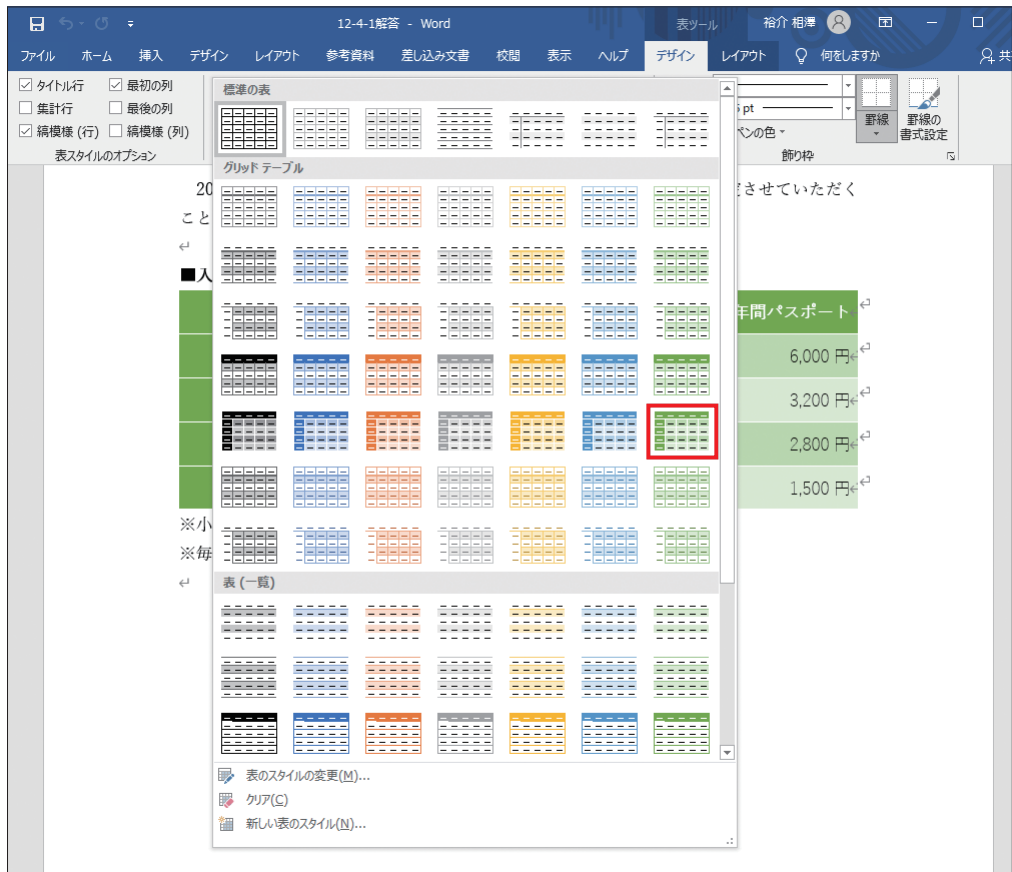 12-4-1解答 - Word
表ツール
裕介 相澤
ファイル ホーム 挿入 デザイン レイアウト 参考資料 差し込み文書 校閲 表示 ヘルプ デザイン レイアウト 何をしますか 共
タイトル行 最初の列
集計行 最後の列
縞模様 (行) 縞模様 (列)
表スタイルのオプション
pt
ペンの色
罫線
罫線の
書式設定
飾り枠
標準の表
グリッド テーブル
表 (一覧)
表のスタイルの変更(M)...
クリア(C)
新しい表のスタイル(N)...
20
させていただく
こと
■入
年間パスポート
6,000 円
3,200 円
2,800 円
1,500 円
※小
※毎